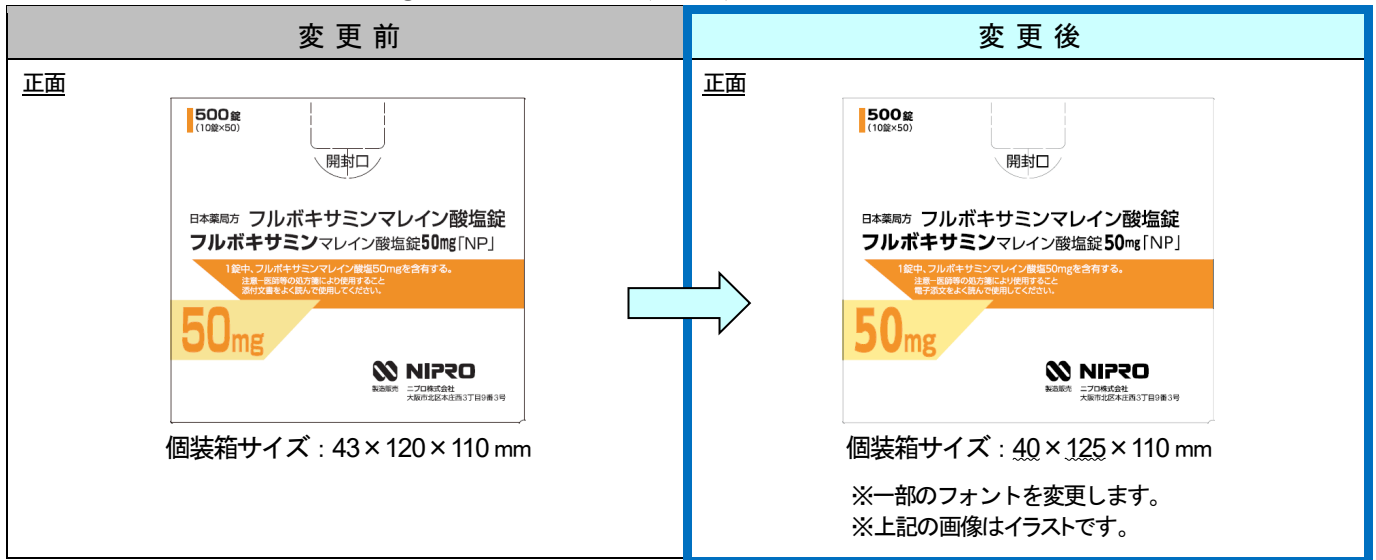 変更前
正面
500錠
(10錠×50)
開封口
日本薬局方 フルボキサミンマレイン酸塩錠
フルボキサミンマレイン酸塩錠50mg「NP」
1錠中、フルボキサミンマレイン酸塩50mgを含有する。
注意-医師等の処方箋により使用すること
添付文書をよく読んで使用してください。
50mg
NIPRO
製造販売 ニプロ株式会社
大阪市北区本庄西3丁目9番3号
個装箱サイズ：43×120×110 mm
変更後
正面
500錠
(10錠×50)
開封口
日本薬局方 フルボキサミンマレイン酸塩錠
フルボキサミンマレイン酸塩錠50mg「NP」
1錠中、フルボキサミンマレイン酸塩50mgを含有する。
注意-医師等の処方箋により使用すること
電子添文をよく読んで使用してください。
50mg
NIPRO
製造販売 ニプロ株式会社
大阪市北区本庄西3丁目9番3号
個装箱サイズ：40×125×110 mm
※一部のフォントを変更します。
※上記の画像はイラストです。